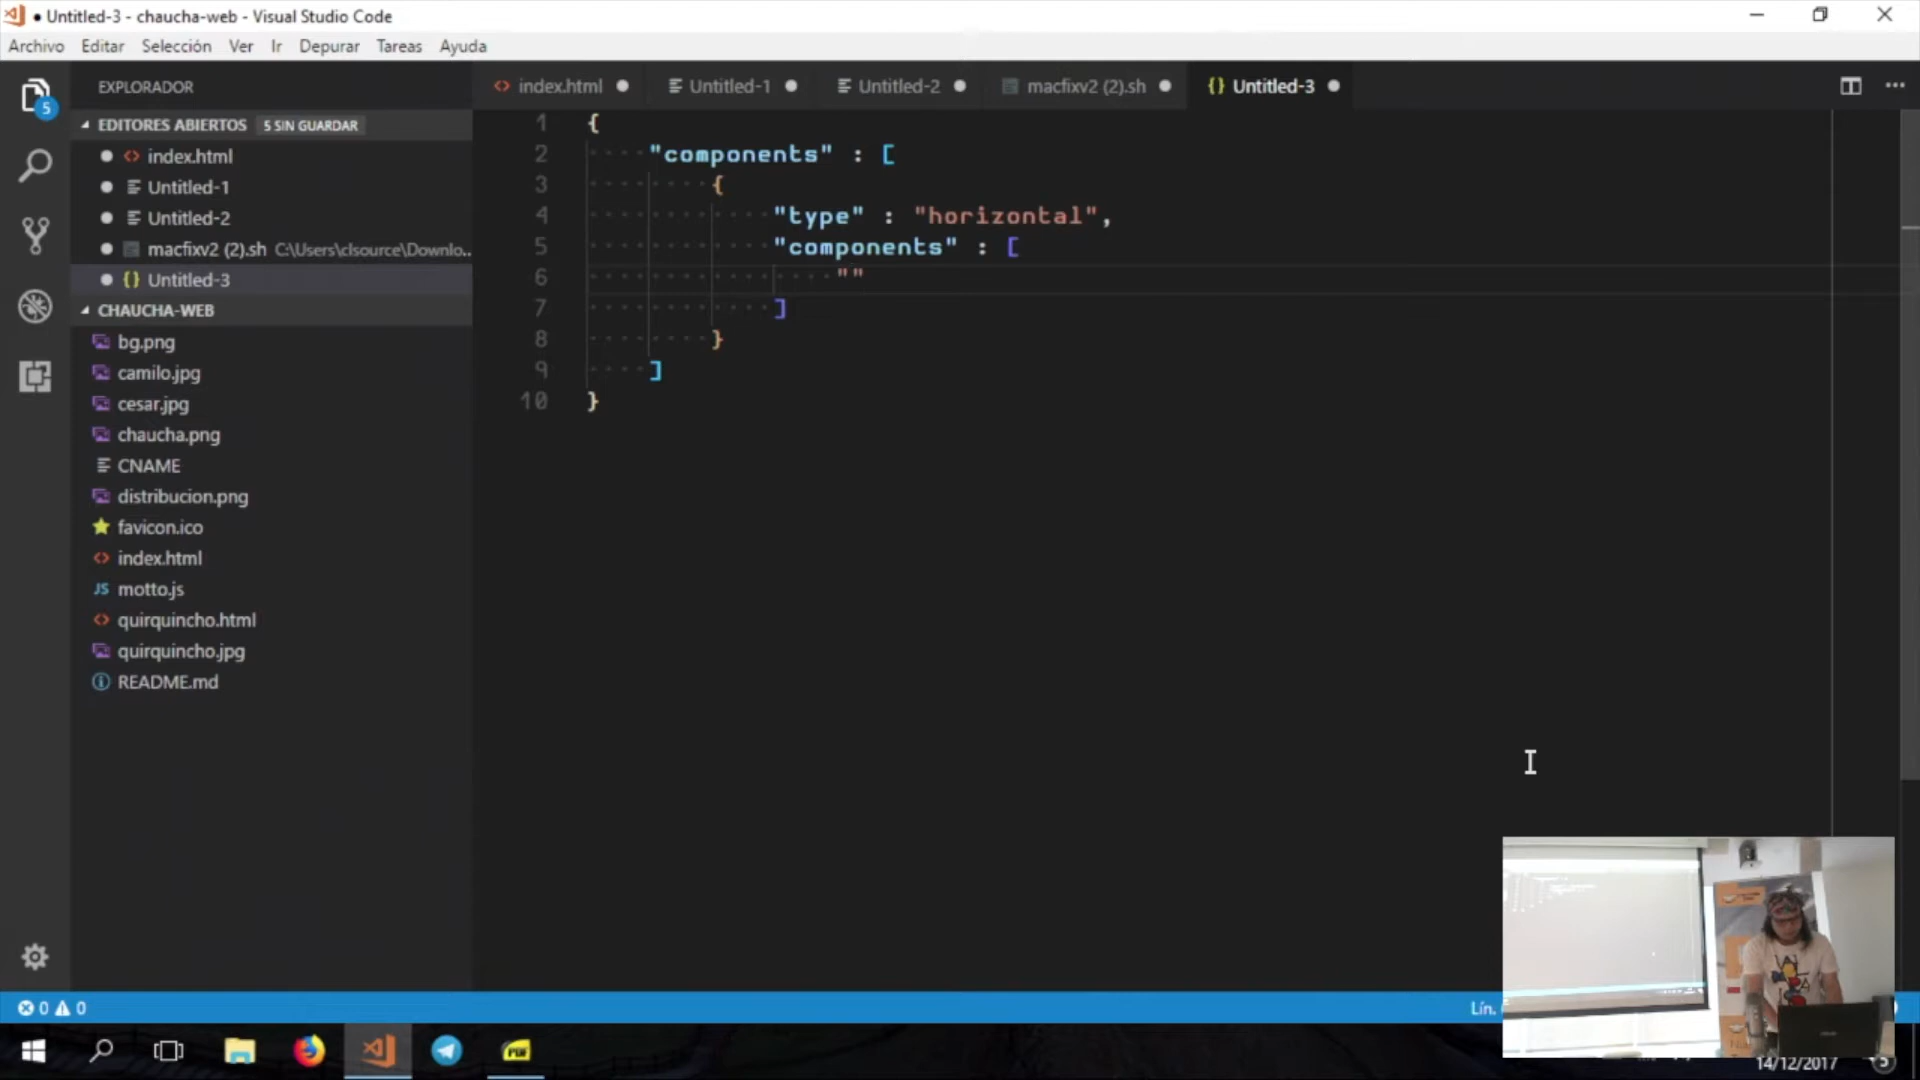 ● Untitled-3 - chaucha-web - Visual Studio Code
Archivo Editar Selección Ver Ir Depurar Tareas Ayuda
5
EXPLORADOR
EDITORES ABIERTOS 5 SIN GUARDAR
index.html
Untitled-1
Untitled-2
macfixv2 (2).sh C:\Users\clsource\Downlo...
Untitled-3
CHAUCHA-WEB
bg.png
camilo.jpg
cesar.jpg
chaucha.png
CNAME
distribucion.png
favicon.ico
index.html
JS motto.js
quirquincho.html
quirquincho.jpg
README.md
index.html Untitled-1 Untitled-2 macfixv2 (2).sh {} Untitled-3
1 {
2 "components" : [
3 {
4 "type" : "horizontal",
5 "components" : [
6 ""
7 ]
8 }
9 ]
10 }
0 0
Lín.
14/12/2017
5